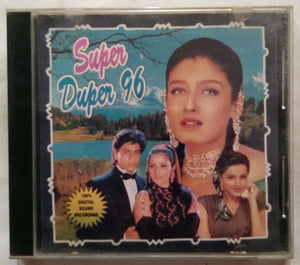 Super
Duper 96
100%
DIGITAL
SOUND
RECORDING